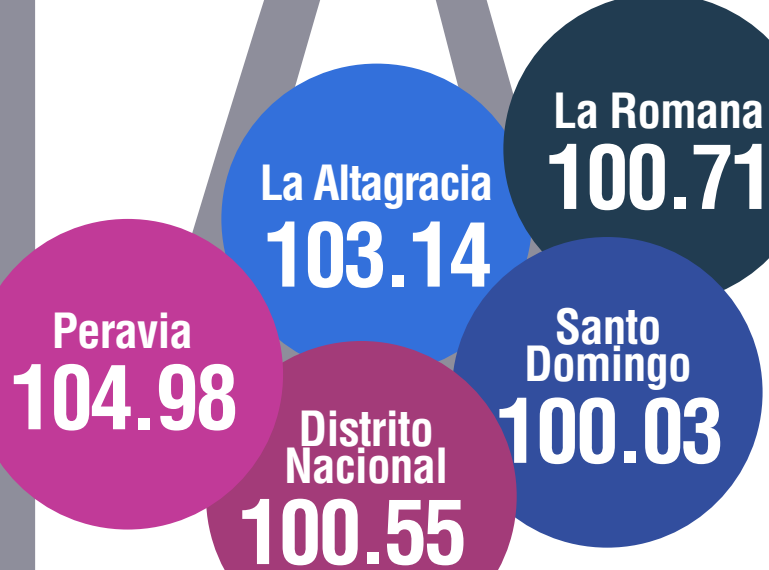 La Romana
100.71
La Altagracia
103.14
Peravia
104.98
Santo
Domingo
100.03
Distrito
Nacional
100.55